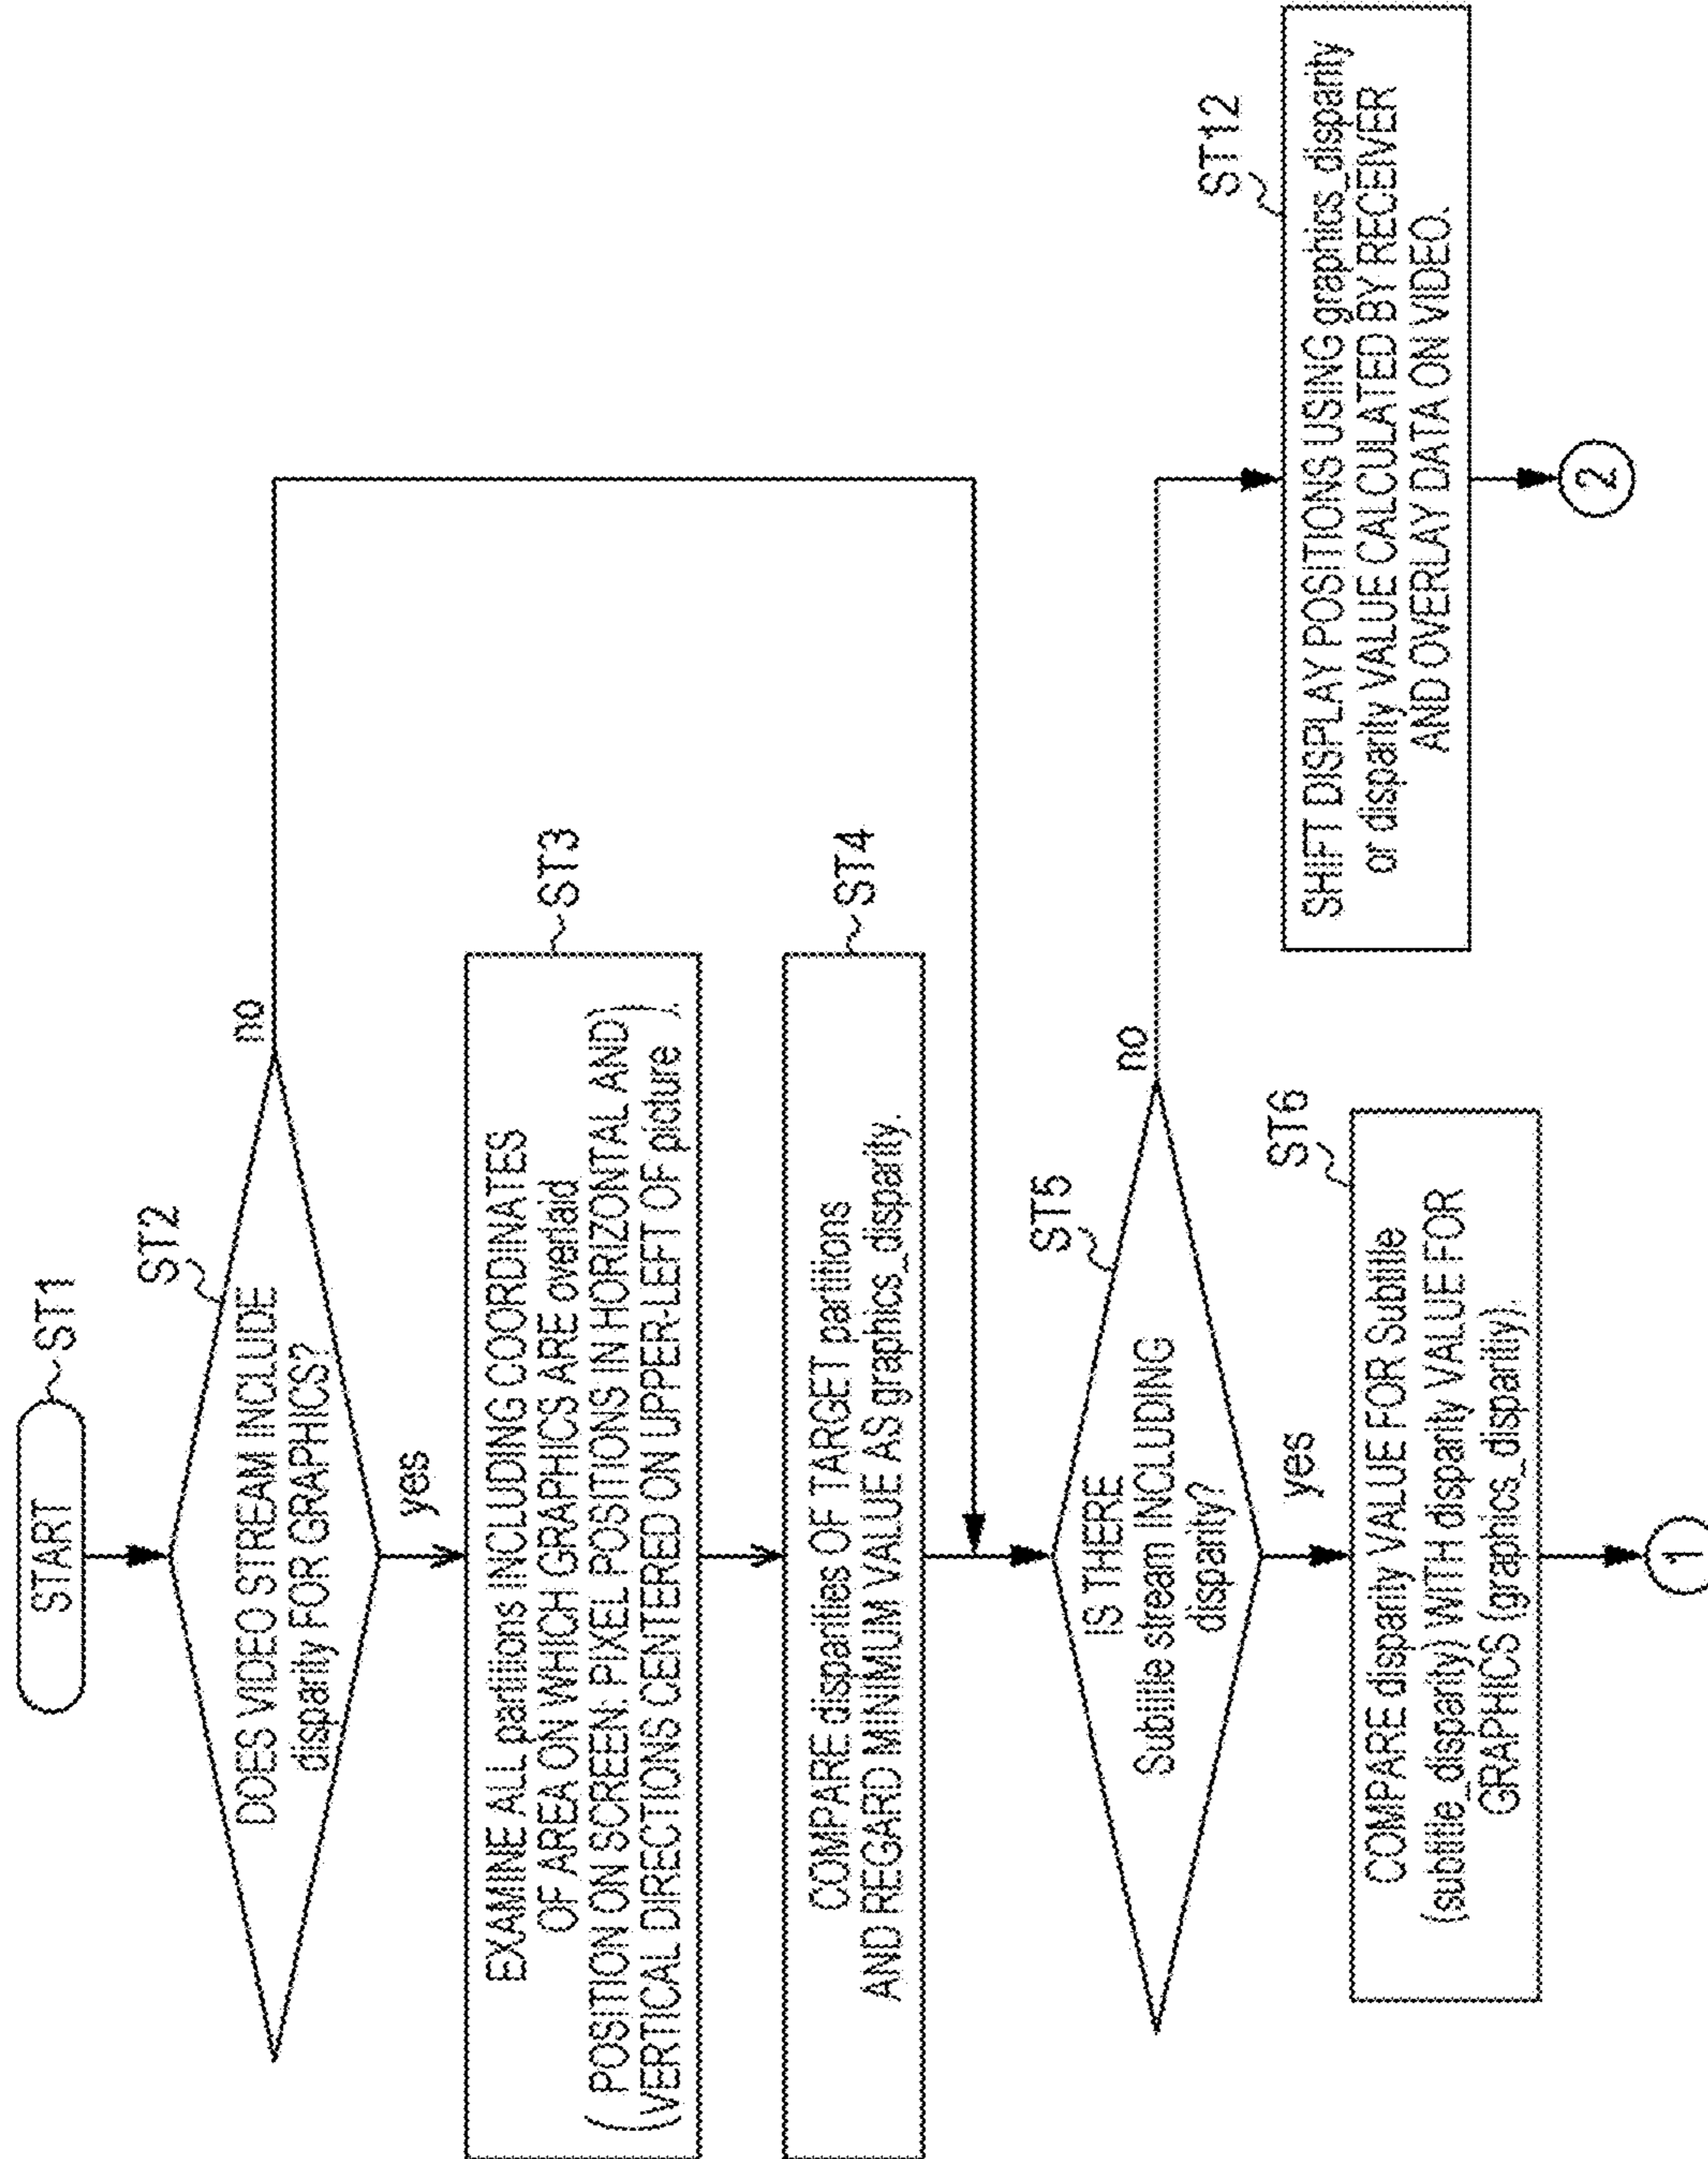 START
ST1
ST2
DOES VIDEO STREAM INCLUDE
disparity FOR GRAPHICS?
no
yes
ST3
EXAMINE ALL partitions INCLUDING COORDINATES
OF AREA ON WHICH GRAPHICS ARE overlaid
( POSITION ON SCREEN: PIXEL POSITIONS IN HORIZONTAL AND )
( VERTICAL DIRECTIONS CENTERED ON UPPER-LEFT OF picture ).
ST4
COMPARE disparities OF TARGET partitions
AND REGARD MINIMUM VALUE AS graphics_disparity.
ST5
IS THERE
Subtitle stream INCLUDING
disparity?
no
yes
ST6
COMPARE disparity VALUE FOR Subtitle
(subtitle_disparity) WITH disparity VALUE FOR
GRAPHICS (graphics_disparity).
1
ST12
SHIFT DISPLAY POSITIONS USING graphics_disparity
or disparity VALUE CALCULATED BY RECEIVER
AND OVERLAY DATA ON VIDEO.
2